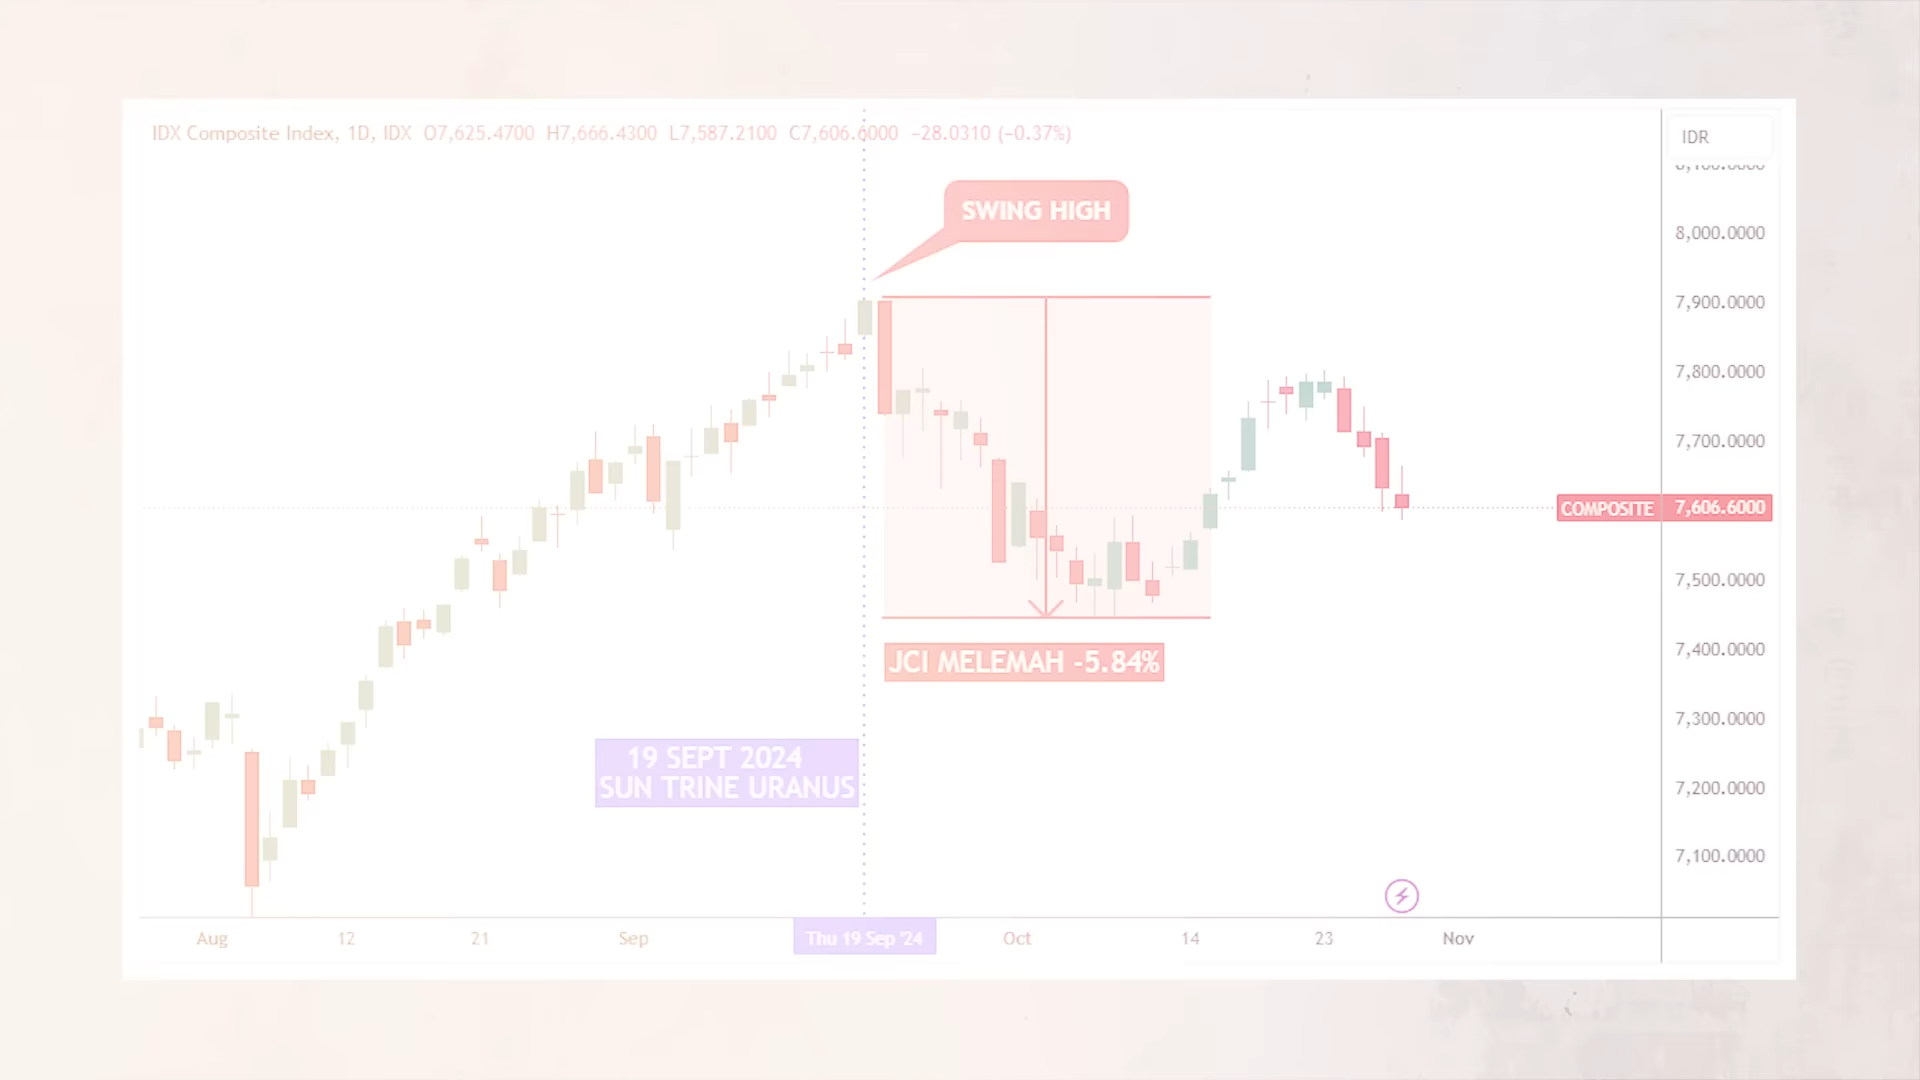 IDX Composite Index, 1D, IDX O7,625.4700 H7,666.4300 L7,587.2100 C7,606.6000 −28.0310 (−0.37%)
IDR
8,100.0000
SWING HIGH
8,000.0000
7,900.0000
7,800.0000
7,700.0000
COMPOSITE 7,606.6000
7,500.0000
7,400.0000
JCI MELEMAH -5.84%
7,300.0000
19 SEPT 2024
SUN TRINE URANUS
7,200.0000
7,100.0000
Aug 12 21 Sep Thu 19 Sep '24 Oct 14 23 Nov